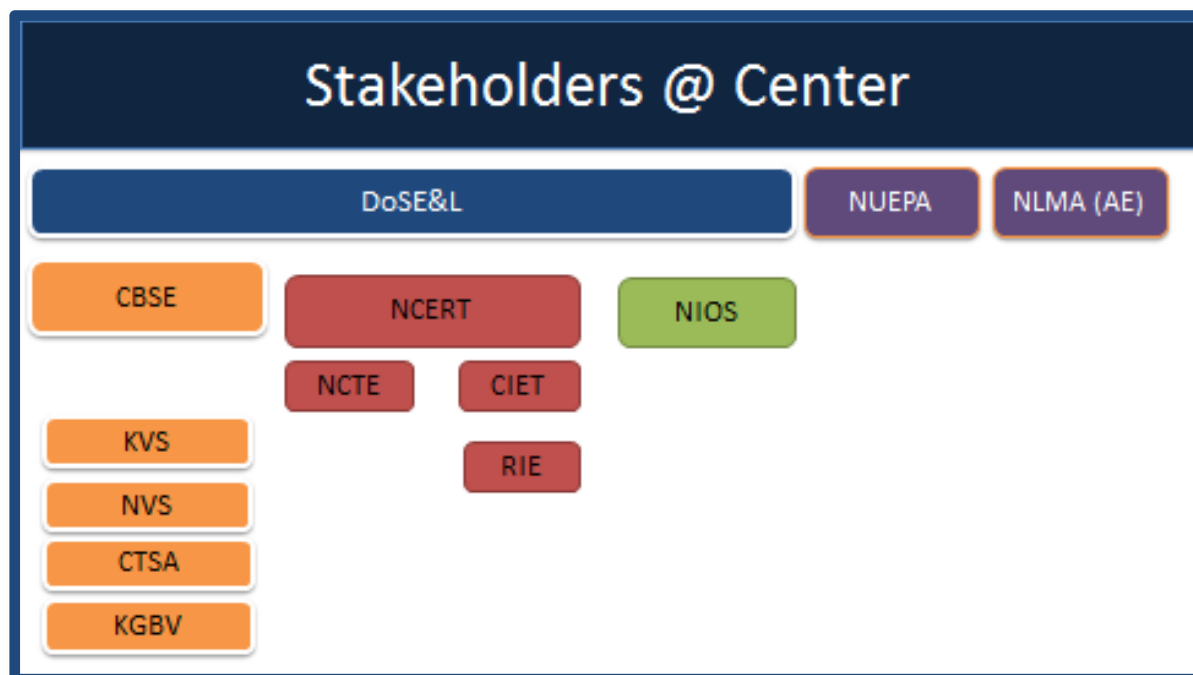 Stakeholders @ Center
DoSE&L
NUEPA
NLMA (AE)
CBSE
NCERT
NIOS
NCTE
CIET
KVS
RIE
NVS
CTSA
KGBV